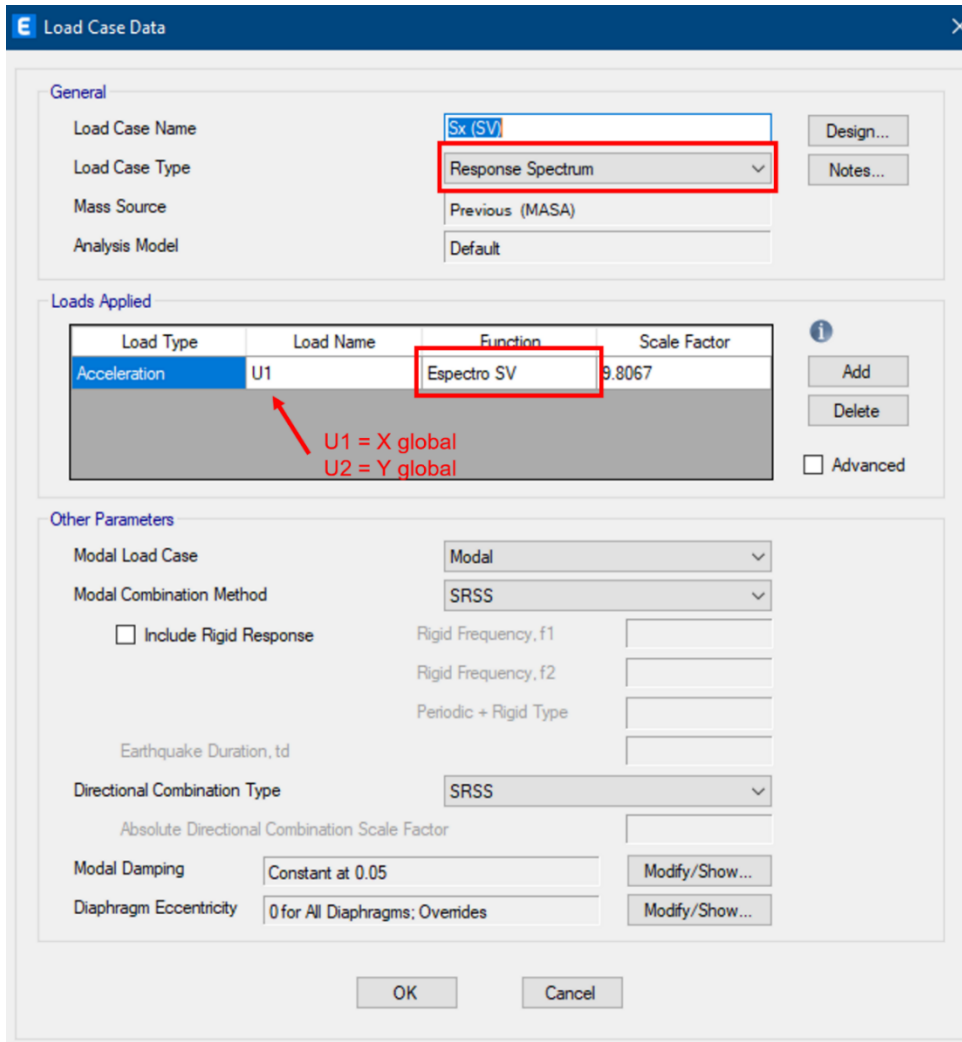 E Load Case Data
General
Load Case Name Sx (SV) Design...
Load Case Type Response Spectrum Notes...
Mass Source Previous (MASA)
Analysis Model Default
Loads Applied
Load Type Load Name Function Scale Factor
Acceleration U1 Espectro SV 9.8067 Add
Delete
U1 = X global
U2 = Y global Advanced
Other Parameters
Modal Load Case Modal
Modal Combination Method SRSS
Include Rigid Response Rigid Frequency, f1
Rigid Frequency, f2
Periodic + Rigid Type
Earthquake Duration, td
Directional Combination Type SRSS
Absolute Directional Combination Scale Factor
Modal Damping Constant at 0.05 Modify/Show...
Diaphragm Eccentricity 0 for All Diaphragms; Overrides Modify/Show...
OK Cancel